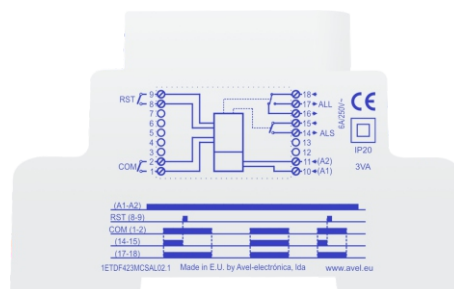 RST
9
8
7
6
5
4
3
COM
2
1
18
17 ALL
16
15
14 ALS
13
12
11 (A2)
10 (A1)
6A/250V~
CE
IP20
3VA
(A1-A2)
RST (8-9)
COM (1-2)
(14-15)
(17-18)
1ETDF423MCSAL02.1 Made in E.U. by Avel-electrónica, lda www.avel.eu